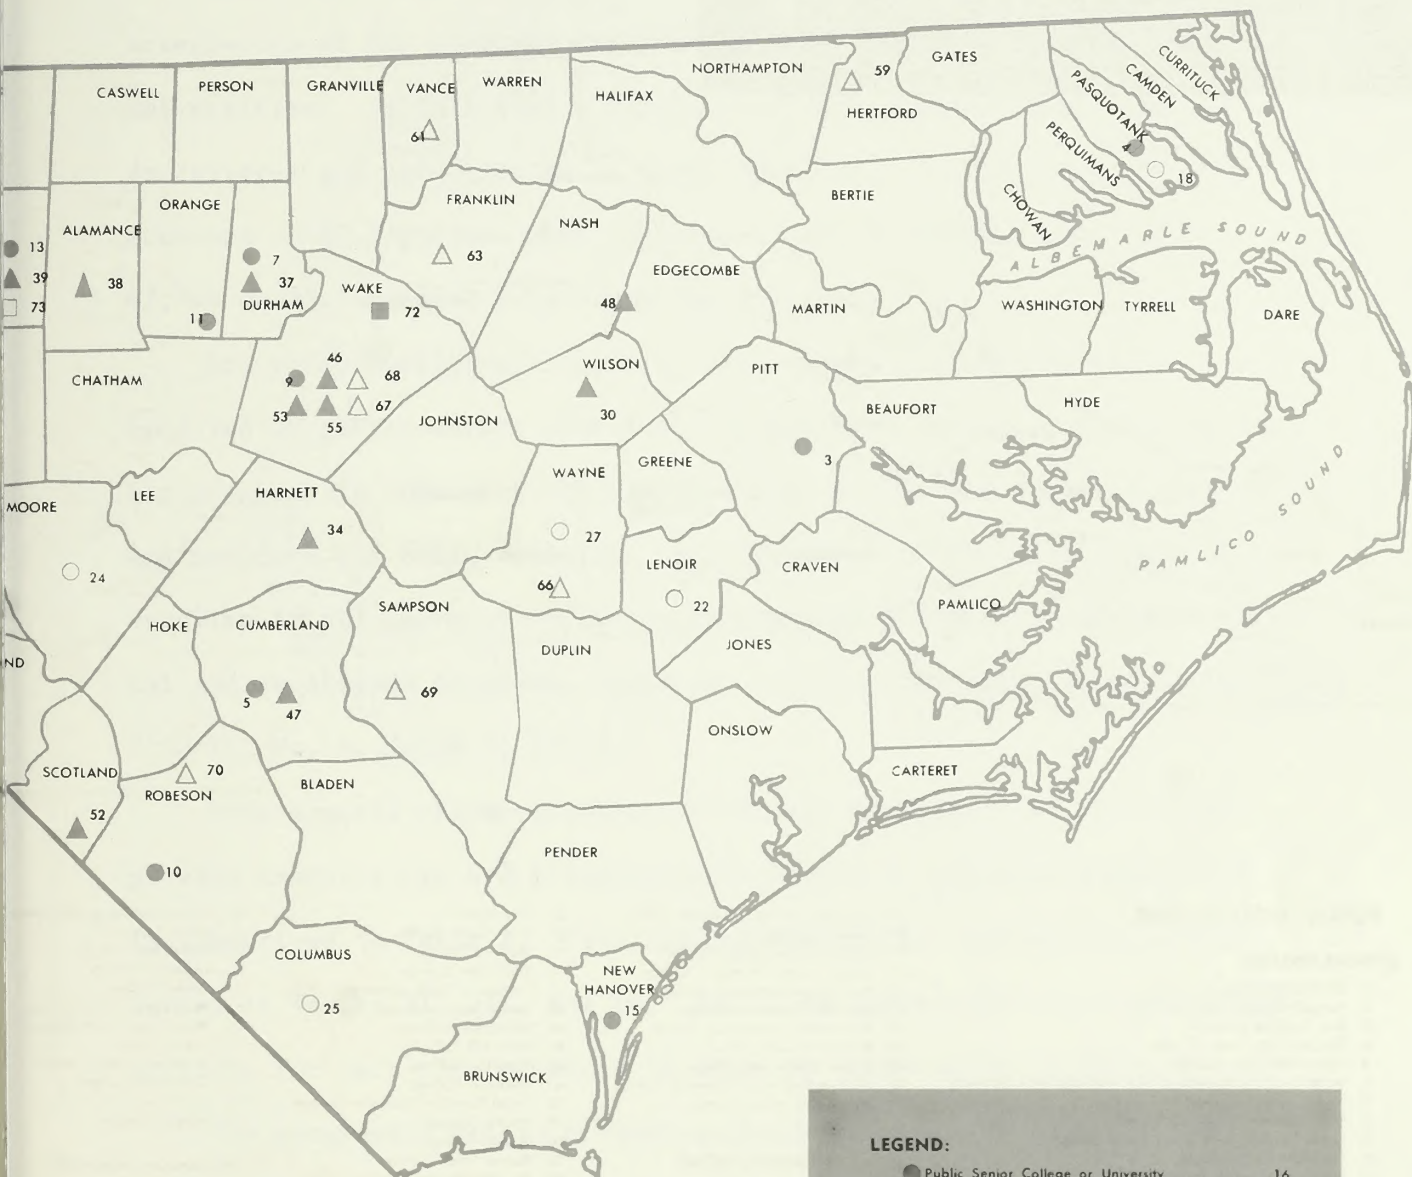 CASWELL
PERSON
GRANVILLE
VANCE
WARREN
HALIFAX
NORTHAMPTON
59
HERTFORD
GATES
CURRITUCK
CAMDEN
PASQUOTANK
PERQUIMANS
CHOWAN
4
18
61
FRANKLIN
63
NASH
BERTIE
ALBEMARLE SOUND
ORANGE
ALAMANCE
13
39
73
38
7
37
DURHAM
11
WAKE
72
48
EDGECOMBE
MARTIN
WASHINGTON
TYRRELL
DARE
CHATHAM
46
9
68
53
55
67
JOHNSTON
WILSON
30
PITT
3
BEAUFORT
HYDE
PAMLICO SOUND
MOORE
24
LEE
HARNETT
34
WAYNE
27
66
GREENE
LENOIR
22
CRAVEN
PAMLICO
HOKE
CUMBERLAND
5
47
SAMPSON
69
DUPLIN
JONES
ONSLOW
CARTERET
ND
SCOTLAND
52
70
ROBESON
10
BLADEN
PENDER
COLUMBUS
25
NEW
HANOVER
15
BRUNSWICK
LEGEND:
Public Senior College or University 16